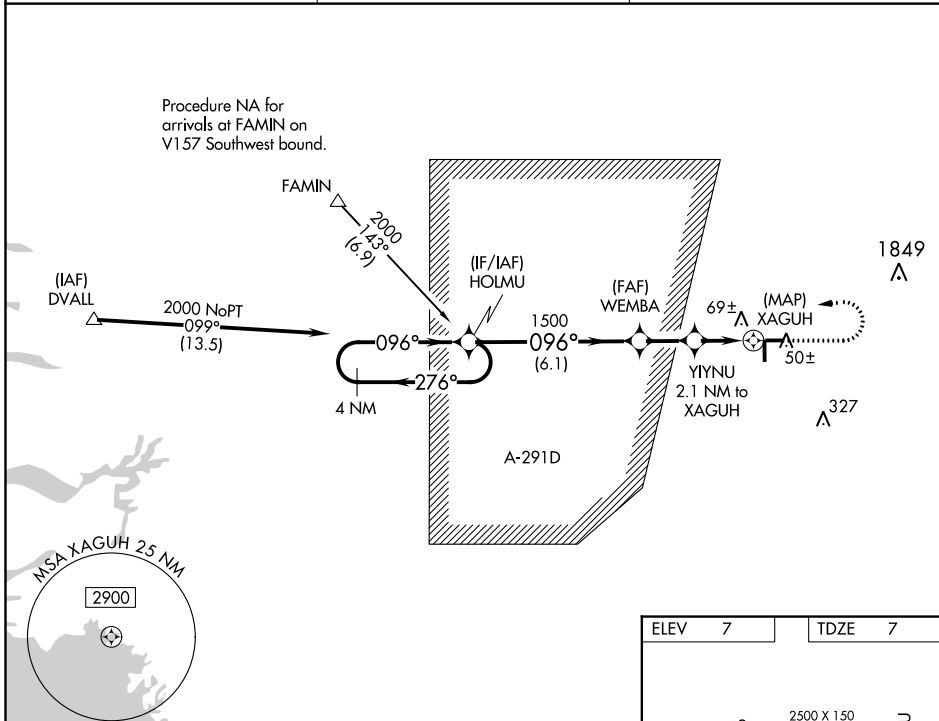 Procedure NA for
arrivals at FAMIN on
V157 Southwest bound.
FAMIN
2000
143°
(6.9)
1849
(IAF)
DVALL
2000 NoPT
099°
(13.5)
(IF/IAF)
HOLMU
(FAF)
WEMBA
69±
(MAP)
XAGUH
096°
1500
096°
(6.1)
50±
276°
4 NM
YIYNU
2.1 NM to
XAGUH
327
A-291D
MSA XAGUH 25 NM
2900
ELEV 7
TDZE 7
2500 X 150